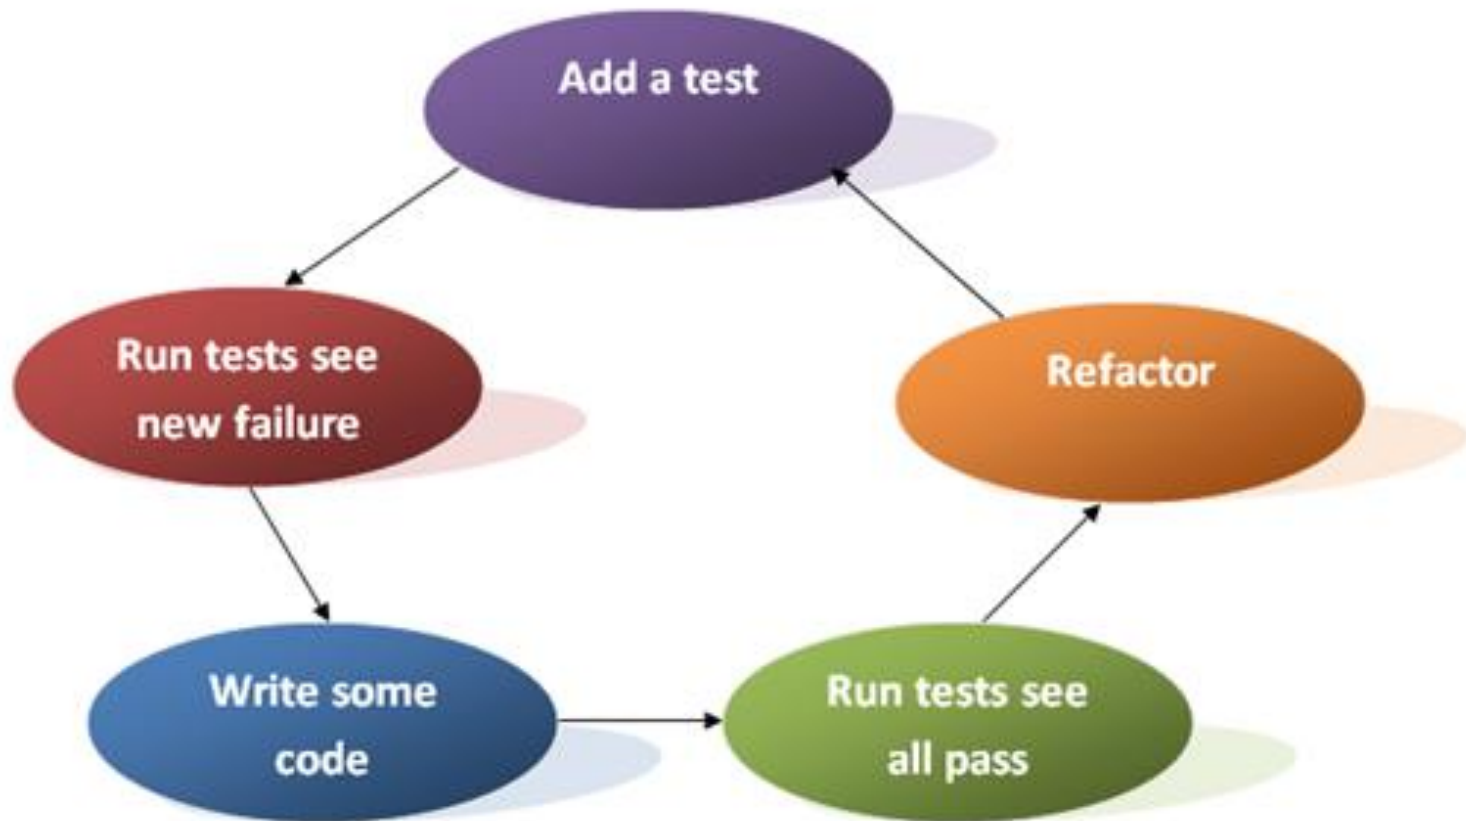 Add a test
Run tests see
new failure
Refactor
Write some
code
Run tests see
all pass